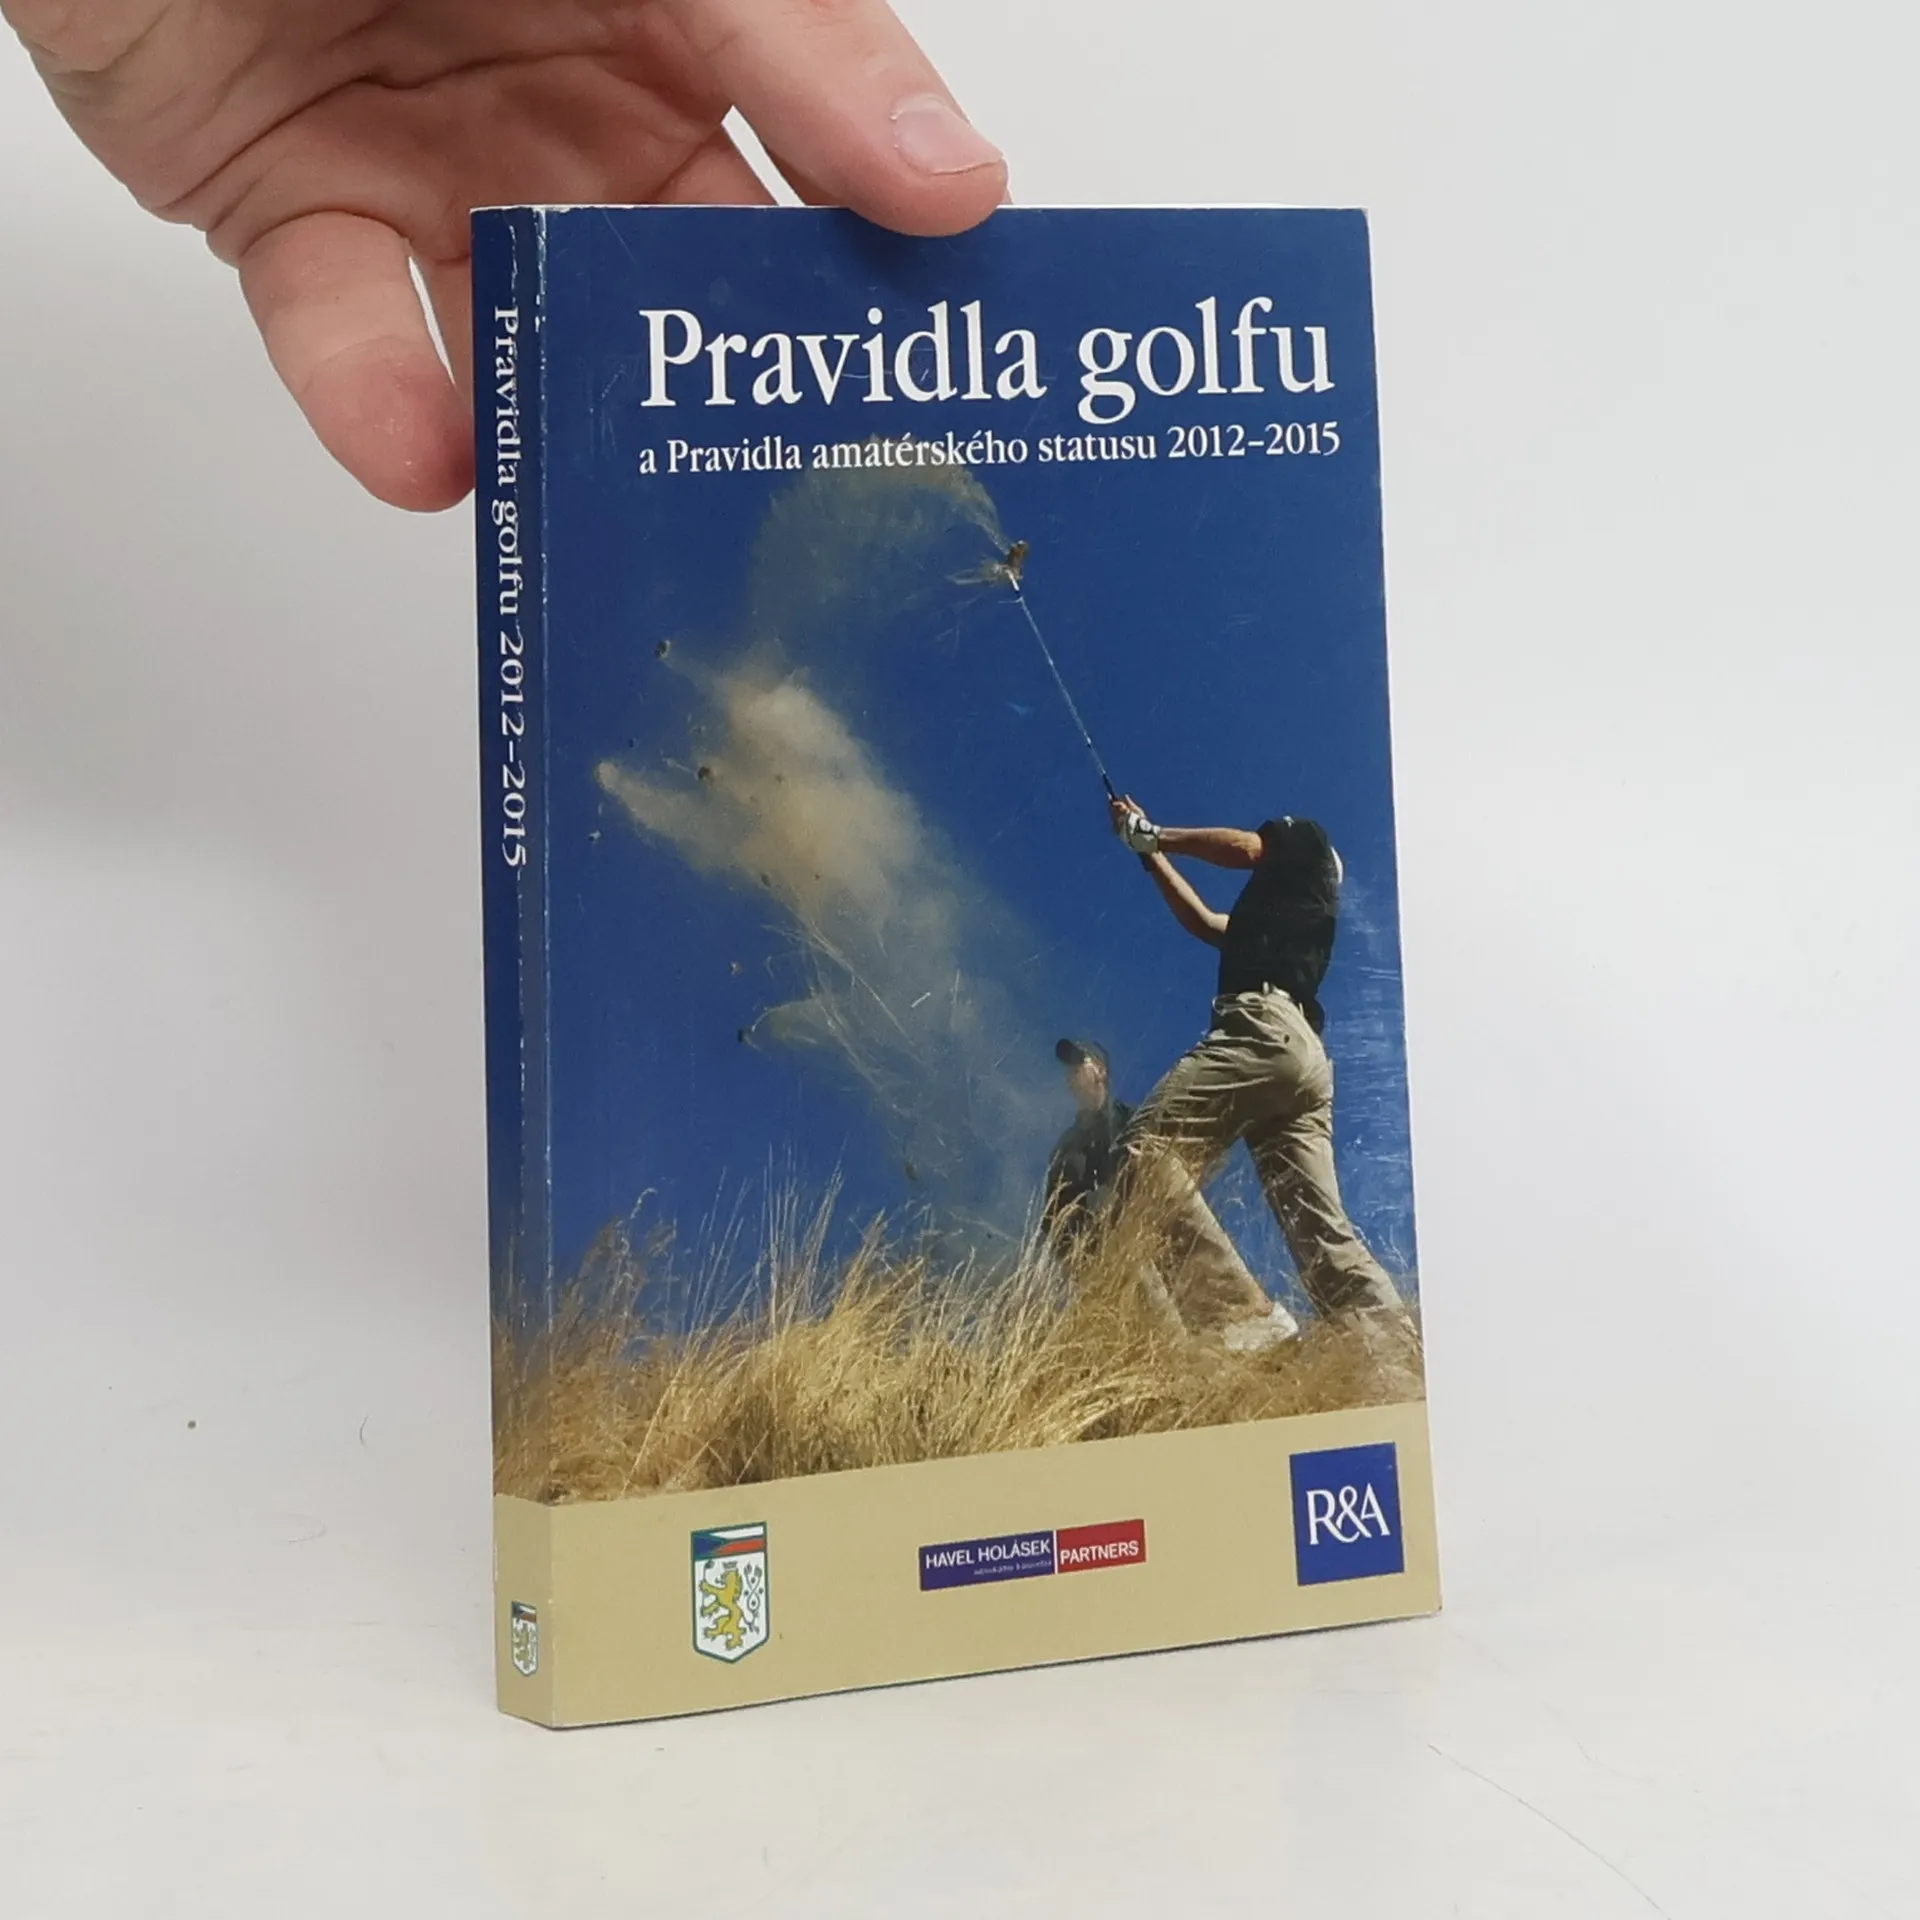 Pravidla golfu
a Pravidla amatérského statusu 2012–2015
Pravidla golfu 2012–2015
HAVEL HOLÁSEK
PARTNERS
R&A